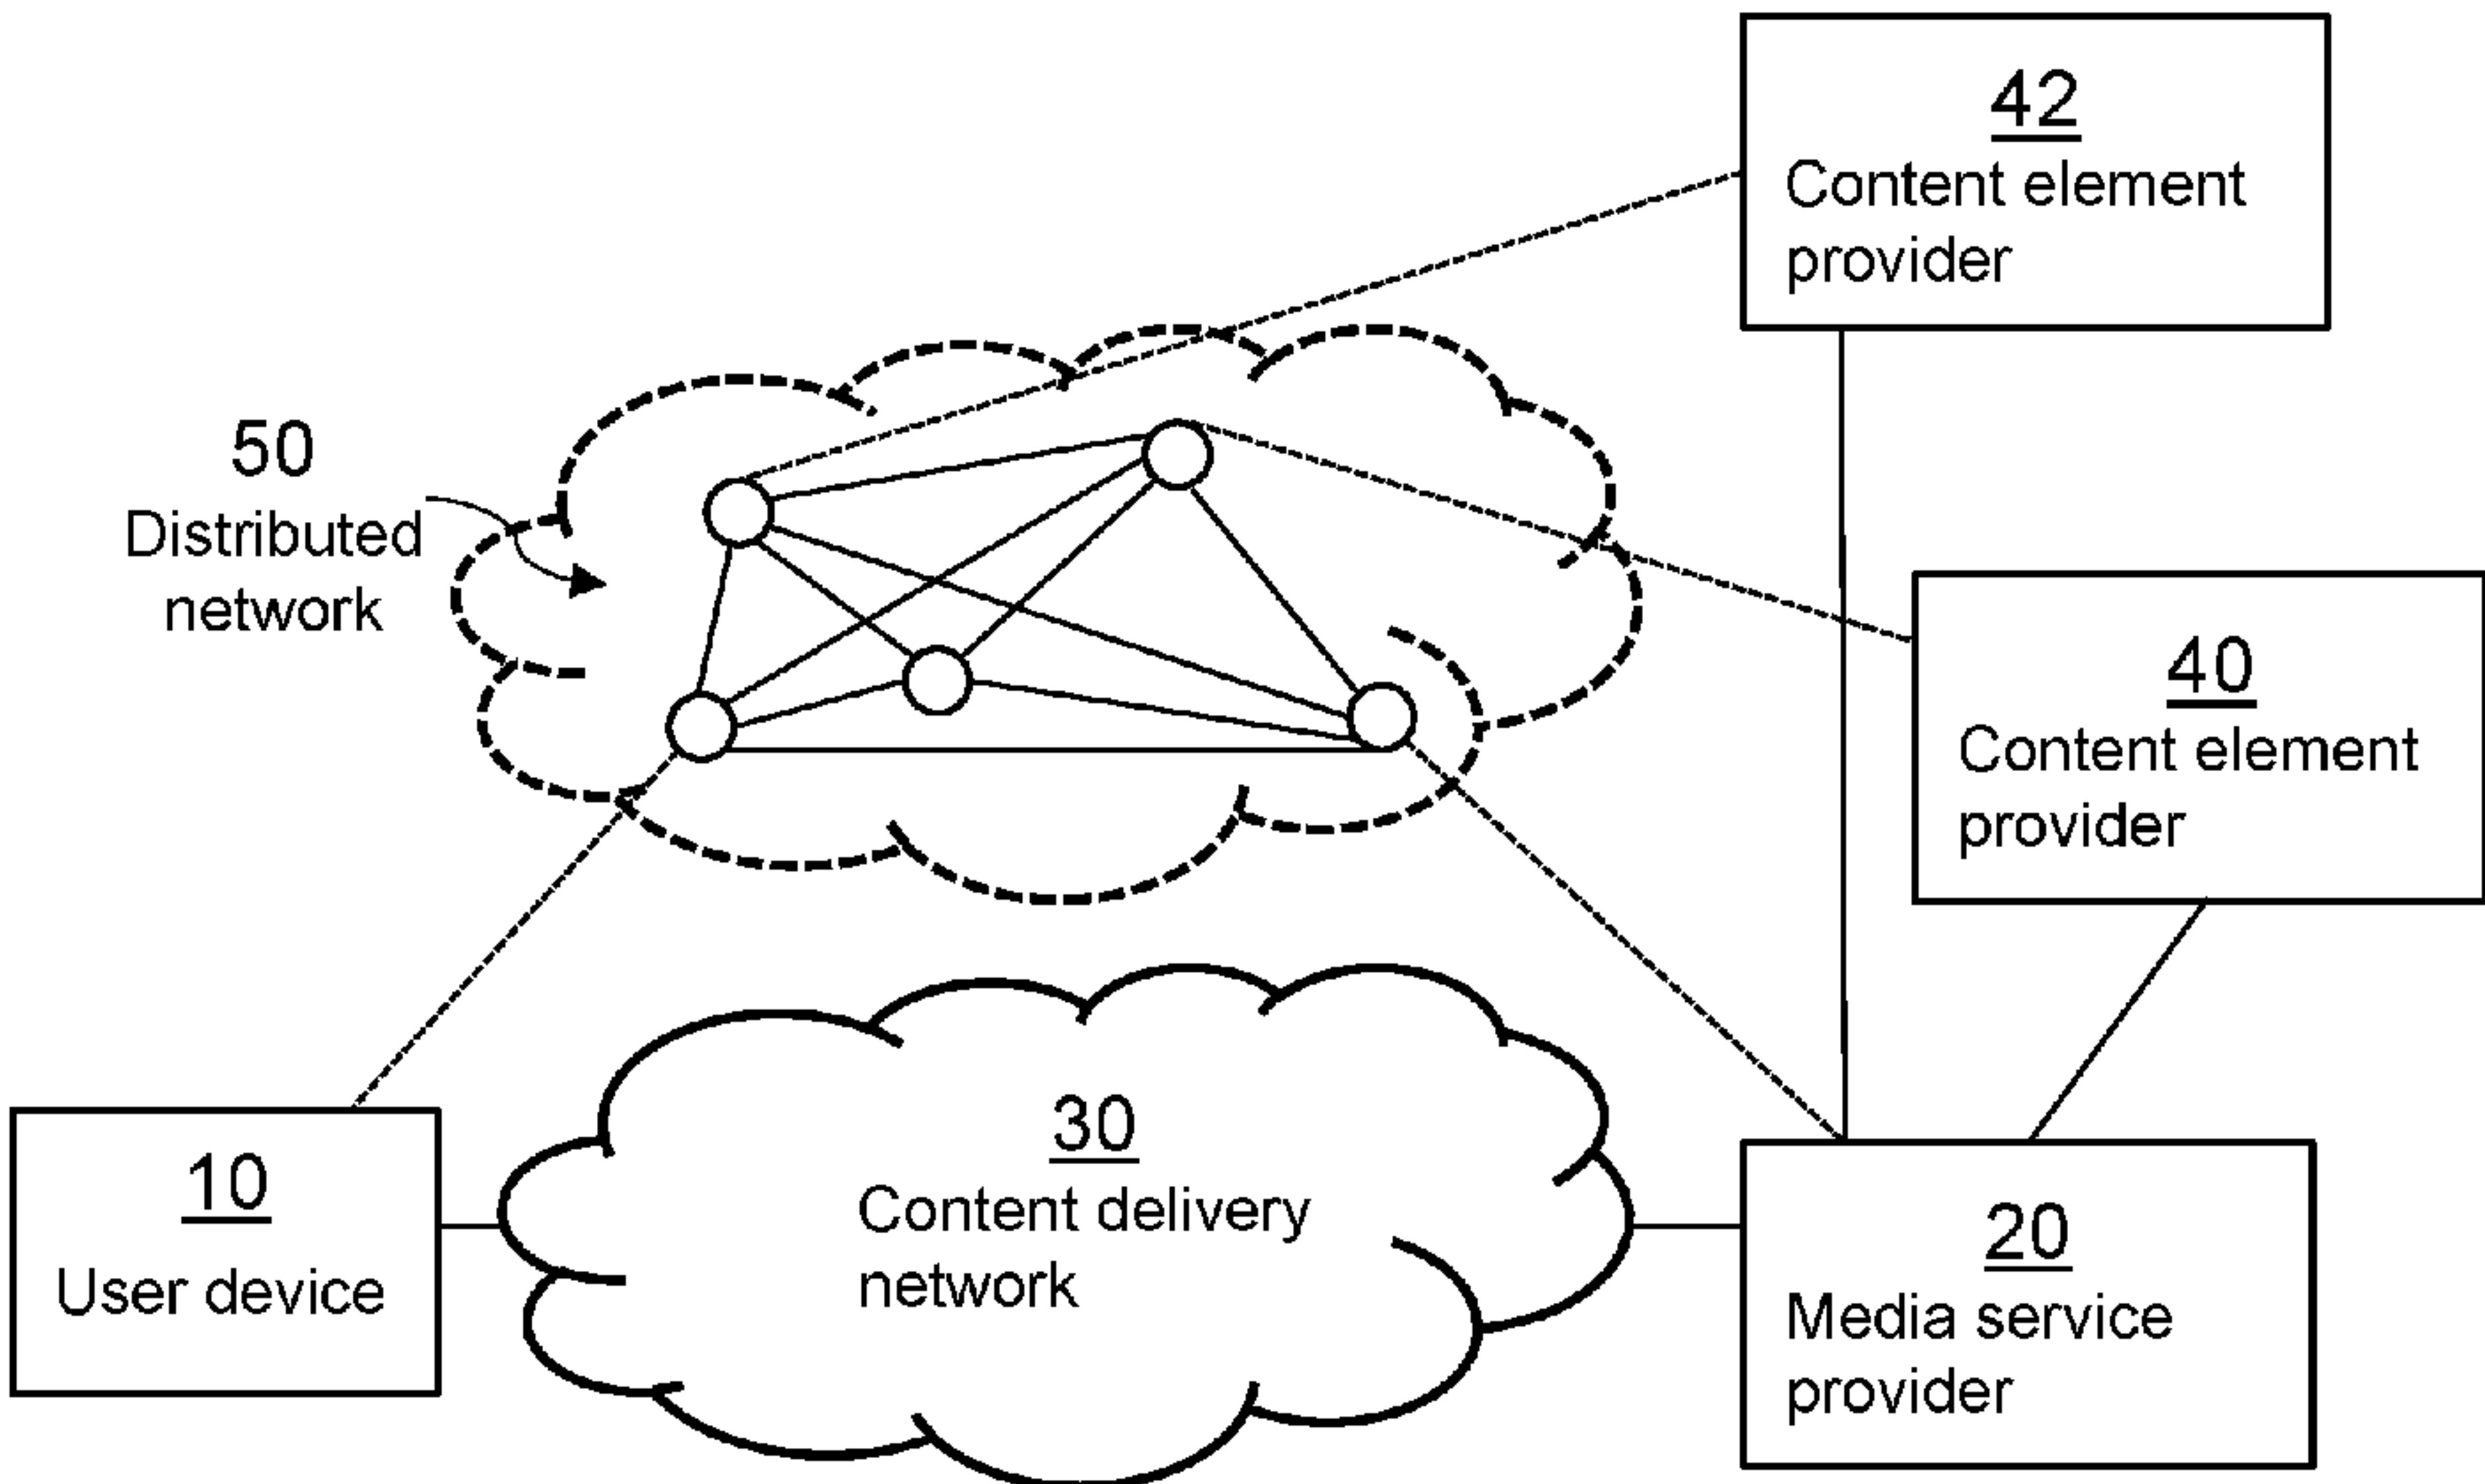 42
Content element
provider
50
Distributed
network
40
Content element
provider
30
Content delivery
network
10
User device
20
Media service
provider